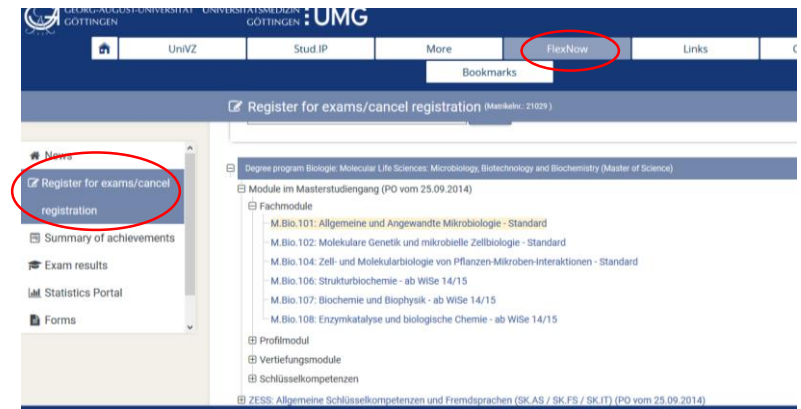 GEORG-AUGUST-UNIVERSITÄT UNIVERSITÄTSMEDIZIN
GÖTTINGEN GÖTTINGEN : UMG
UniVZ Stud.IP More FlexNow Links
Bookmarks
Register for exams/cancel registration (Matrikelnr.: 21029 )
News
Register for exams/cancel
registration
Summary of achievements
Exam results
Statistics Portal
Forms
Degree program Biologie: Molecular Life Sciences: Microbiology, Biotechnology and Biochemistry (Master of Science)
Module im Masterstudiengang (PO vom 25.09.2014)
Fachmodule
M.Bio.101: Allgemeine und Angewandte Mikrobiologie - Standard
M.Bio.102: Molekulare Genetik und mikrobielle Zellbiologie - Standard
M.Bio.104: Zell- und Molekularbiologie von Pflanzen-Mikroben-Interaktionen - Standard
M.Bio.106: Strukturbiochemie - ab WiSe 14/15
M.Bio.107: Biochemie und Biophysik - ab WiSe 14/15
M.Bio.108: Enzymkatalyse und biologische Chemie - ab WiSe 14/15
Profilmodul
Vertiefungsmodule
Schlüsselkompetenzen
ZESS: Allgemeine Schlüsselkompetenzen und Fremdsprachen (SK.AS / SK.FS / SK.IT) (PO vom 25.09.2014)